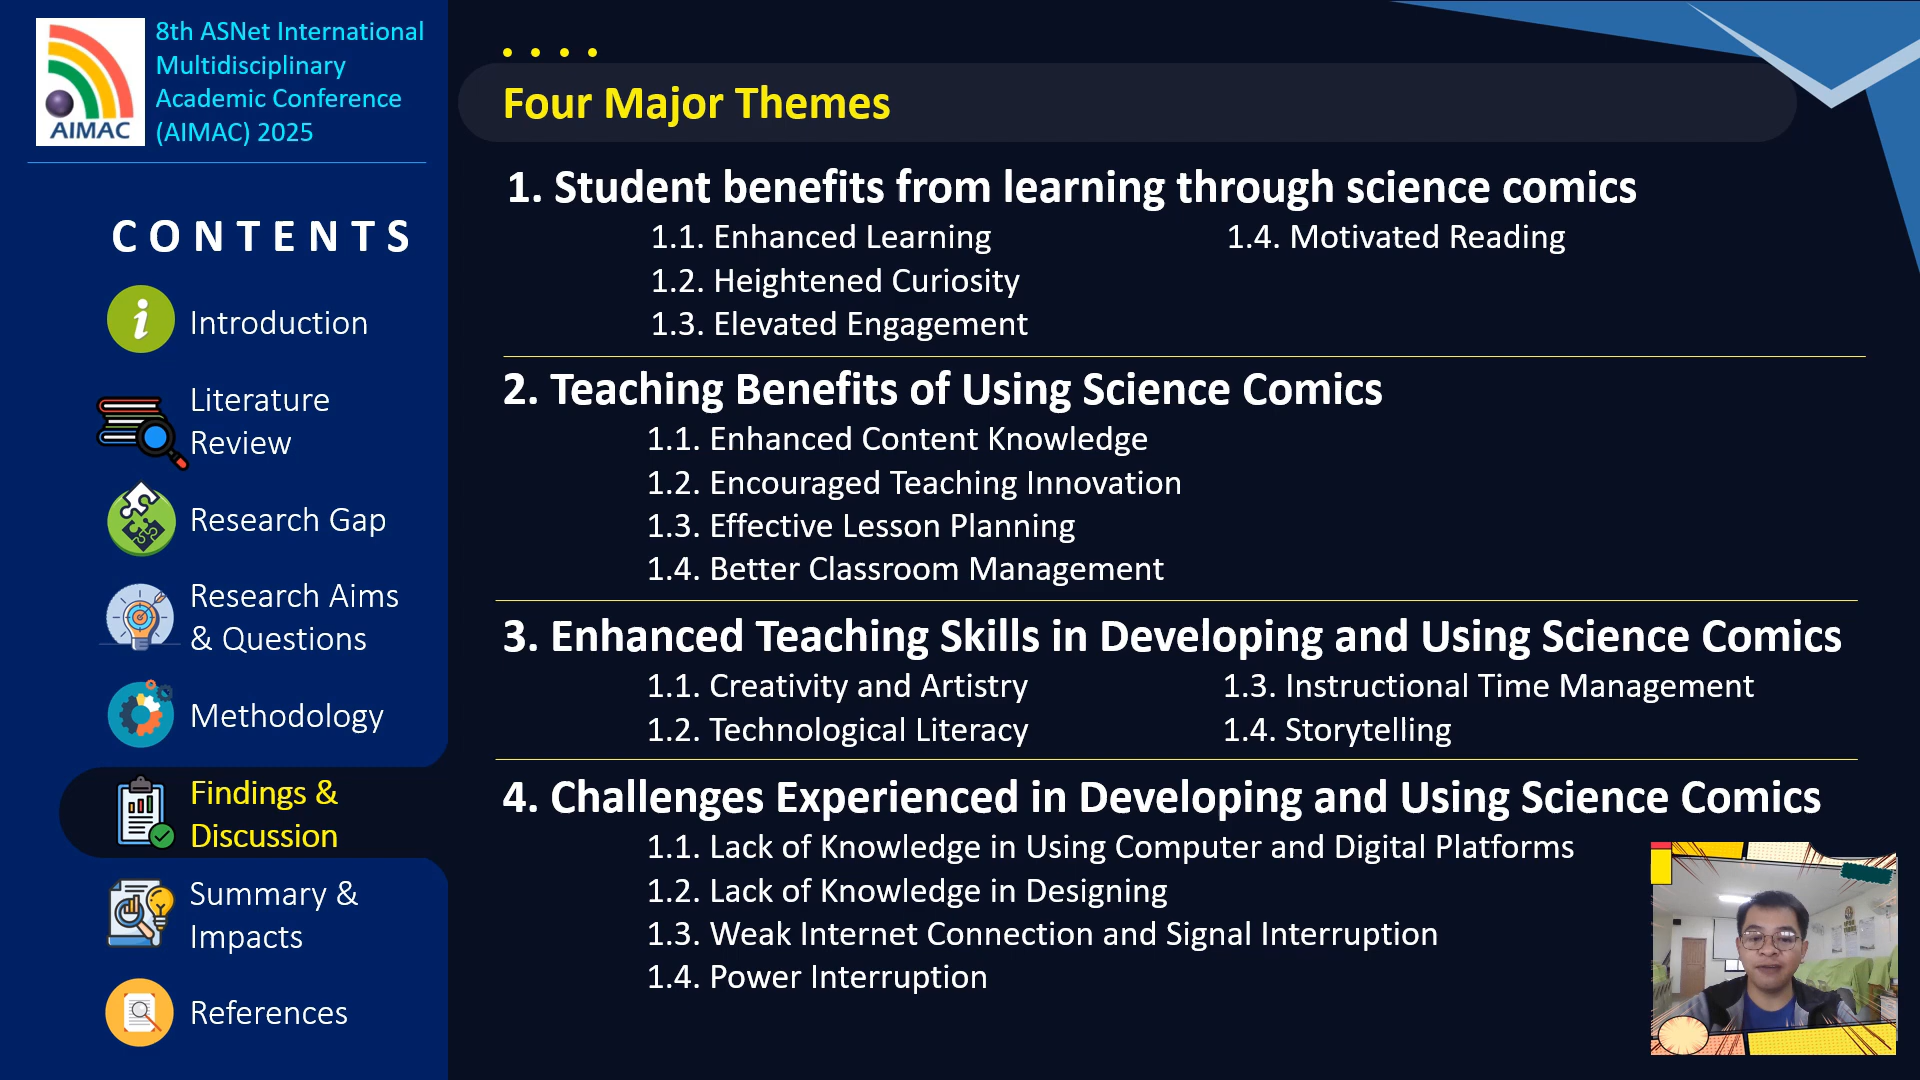 AIMAC
8th ASNet International
Multidisciplinary
Academic Conference
(AIMAC) 2025
CONTENTS
Introduction
Literature
Review
Research Gap
Research Aims
& Questions
Methodology
Findings &
Discussion
Summary &
Impacts
References
Four Major Themes
1. Student benefits from learning through science comics
1.1. Enhanced Learning
1.2. Heightened Curiosity
1.3. Elevated Engagement
1.4. Motivated Reading
2. Teaching Benefits of Using Science Comics
1.1. Enhanced Content Knowledge
1.2. Encouraged Teaching Innovation
1.3. Effective Lesson Planning
1.4. Better Classroom Management
3. Enhanced Teaching Skills in Developing and Using Science Comics
1.1. Creativity and Artistry
1.2. Technological Literacy
1.3. Instructional Time Management
1.4. Storytelling
4. Challenges Experienced in Developing and Using Science Comics
1.1. Lack of Knowledge in Using Computer and Digital Platforms
1.2. Lack of Knowledge in Designing
1.3. Weak Internet Connection and Signal Interruption
1.4. Power Interruption